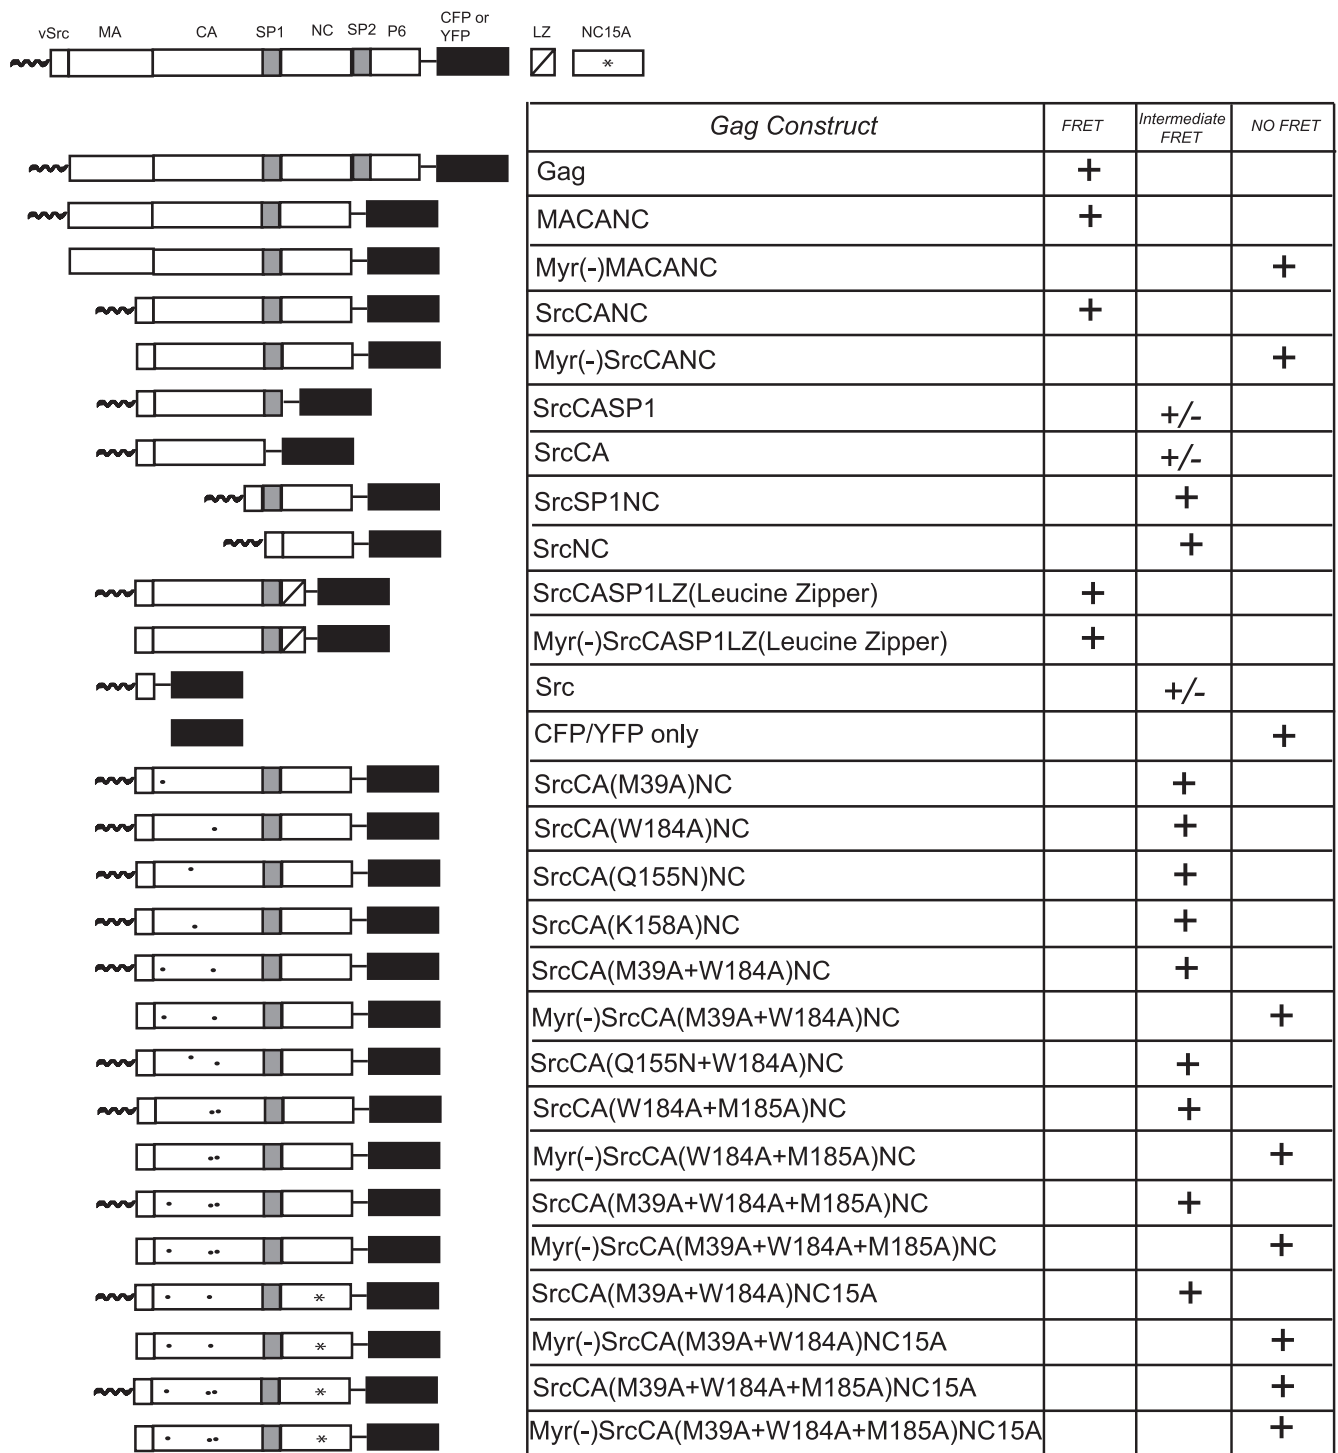 CFP or
vSrc MA CA SP1 NC SP2 P6 YFP LZ NC15A
*
Gag Construct FRET Intermediate FRET NO FRET
Gag +
MACANC +
Myr(-)MACANC +
SrcCANC +
Myr(-)SrcCANC +
SrcCASP1 +/-
SrcCA +/-
SrcSP1NC +
SrcNC +
SrcCASP1LZ(Leucine Zipper) +
Myr(-)SrcCASP1LZ(Leucine Zipper) +
Src +/-
CFP/YFP only +
SrcCA(M39A)NC +
SrcCA(W184A)NC +
SrcCA(Q155N)NC +
SrcCA(K158A)NC +
SrcCA(M39A+W184A)NC +
Myr(-)SrcCA(M39A+W184A)NC +
SrcCA(Q155N+W184A)NC +
SrcCA(W184A+M185A)NC +
Myr(-)SrcCA(W184A+M185A)NC +
SrcCA(M39A+W184A+M185A)NC +
Myr(-)SrcCA(M39A+W184A+M185A)NC +
* SrcCA(M39A+W184A)NC15A +
* Myr(-)SrcCA(M39A+W184A)NC15A +
* SrcCA(M39A+W184A+M185A)NC15A +
* Myr(-)SrcCA(M39A+W184A+M185A)NC15A +